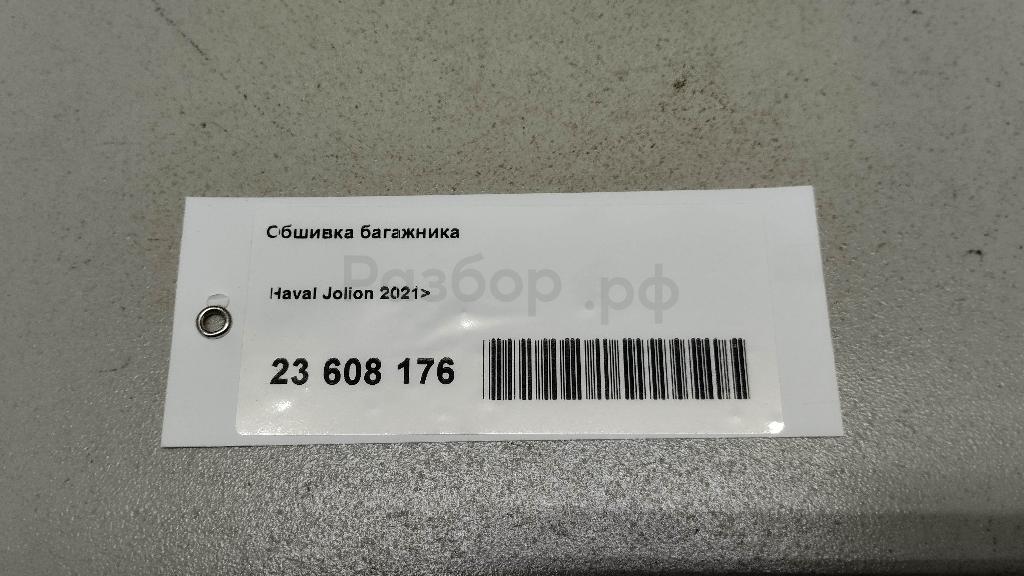 Обшивка багажника
Разбор.рф
Haval Jolion 2021>
23 608 176